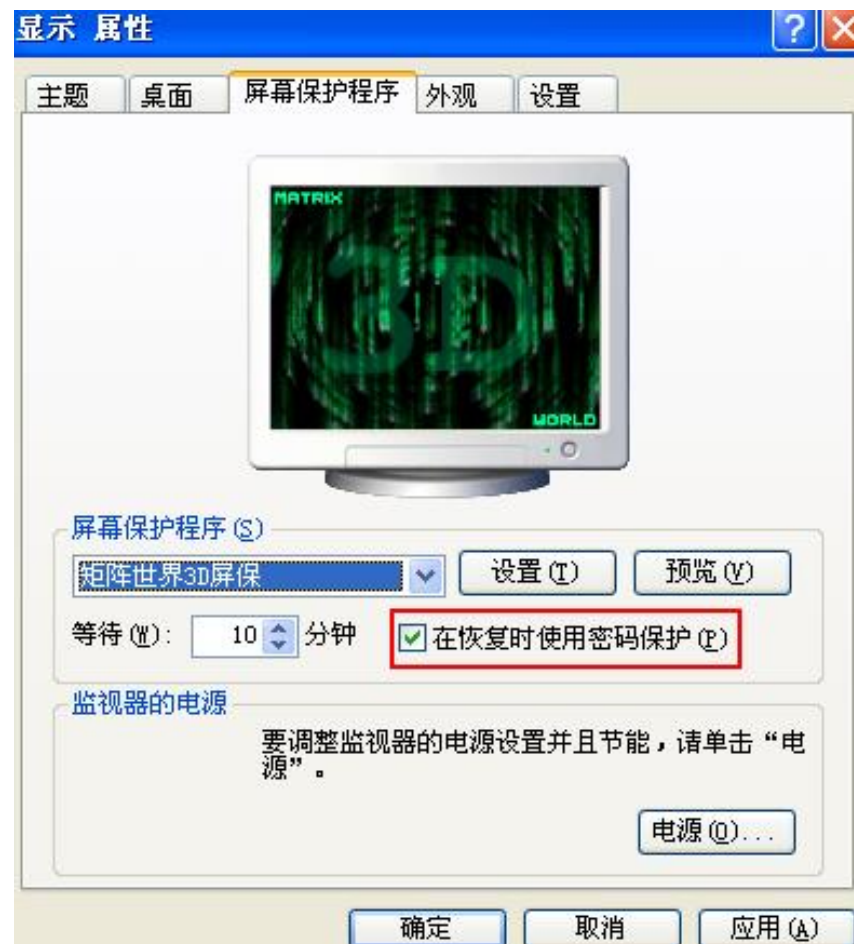 显示 属性
主题 桌面 屏幕保护程序 外观 设置
MATRIX
3D
WORLD
屏幕保护程序(S)
矩阵世界3D屏保 设置(T) 预览(V)
等待(W): 10 分钟 在恢复时使用密码保护(P)
监视器的电源
要调整监视器的电源设置并且节能，请单击“电
源”。
电源(O)...
确定 取消 应用(A)